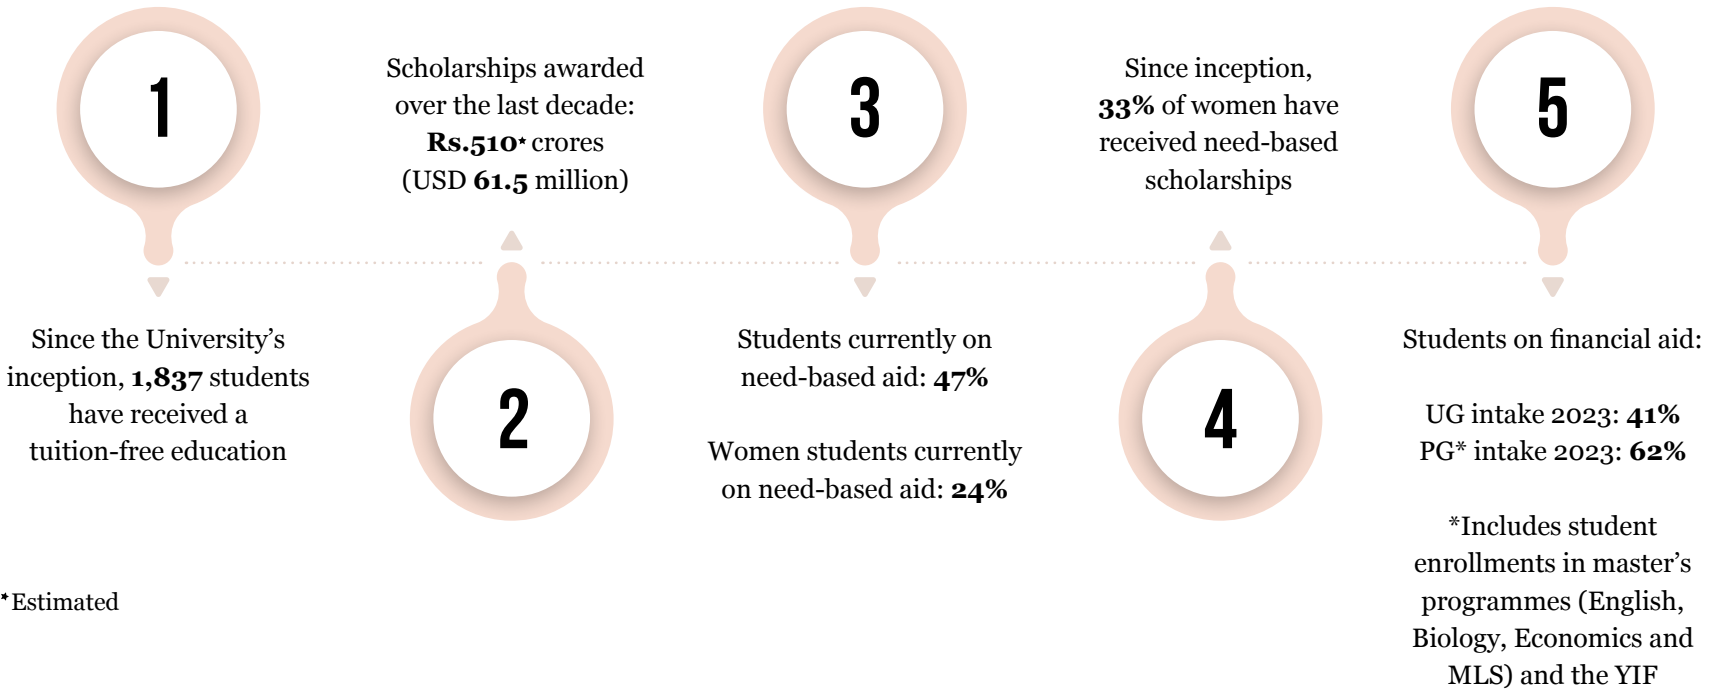 1
Since the University’s
inception, 1,837 students
have received a
tuition-free education
Scholarships awarded
over the last decade:
Rs.510* crores
(USD 61.5 million)
2
3
Students currently on
need-based aid: 47%
Women students currently
on need-based aid: 24%
Since inception,
33% of women have
received need-based
scholarships
4
5
Students on financial aid:
UG intake 2023: 41%
PG* intake 2023: 62%
*Includes student
enrollments in master’s
programmes (English,
Biology, Economics and
MLS) and the YIF
*Estimated